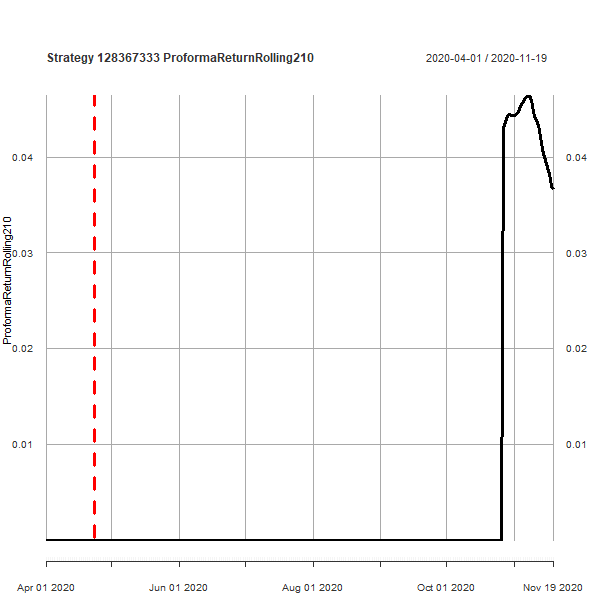 Strategy 128367333 ProformaReturnRolling210
2020-04-01 / 2020-11-19
ProformaReturnRolling210
0.04
0.04
0.03
0.03
0.02
0.02
0.01
0.01
Apr 01 2020
Jun 01 2020
Aug 01 2020
Oct 01 2020
Nov 19 2020